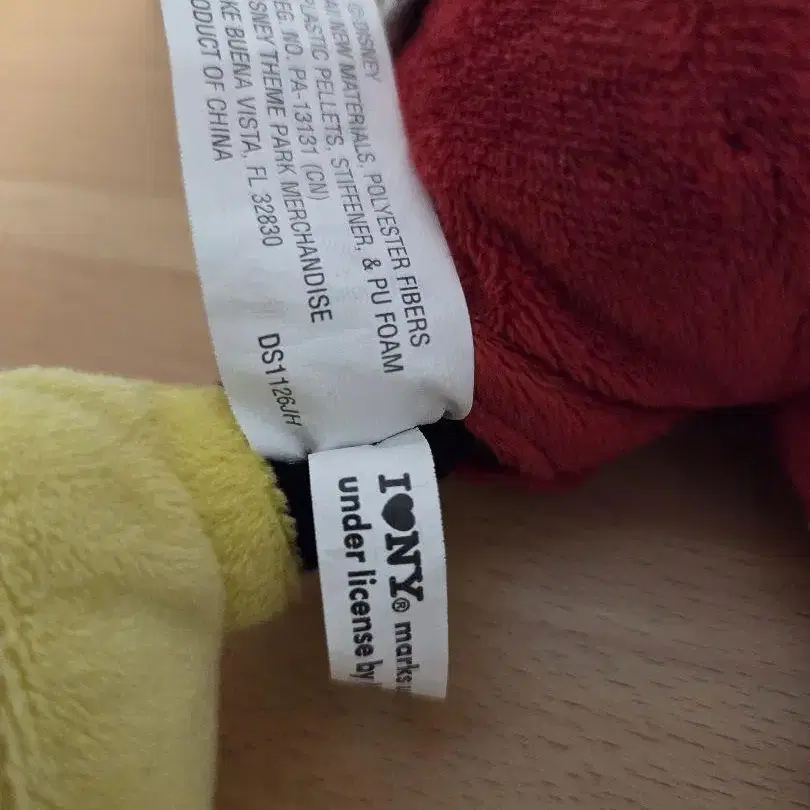 ©DISNEY
NEW MATERIALS, POLYESTER FIBERS
PLASTIC PELLETS, STIFFENER, & PU FOAM
REG. NO. PA-13131 (CN)
DISNEY THEME PARK MERCHANDISE
LAKE BUENA VISTA, FL 32830
PRODUCT OF CHINA
DS1126JH
I♥NY® marks
under license by